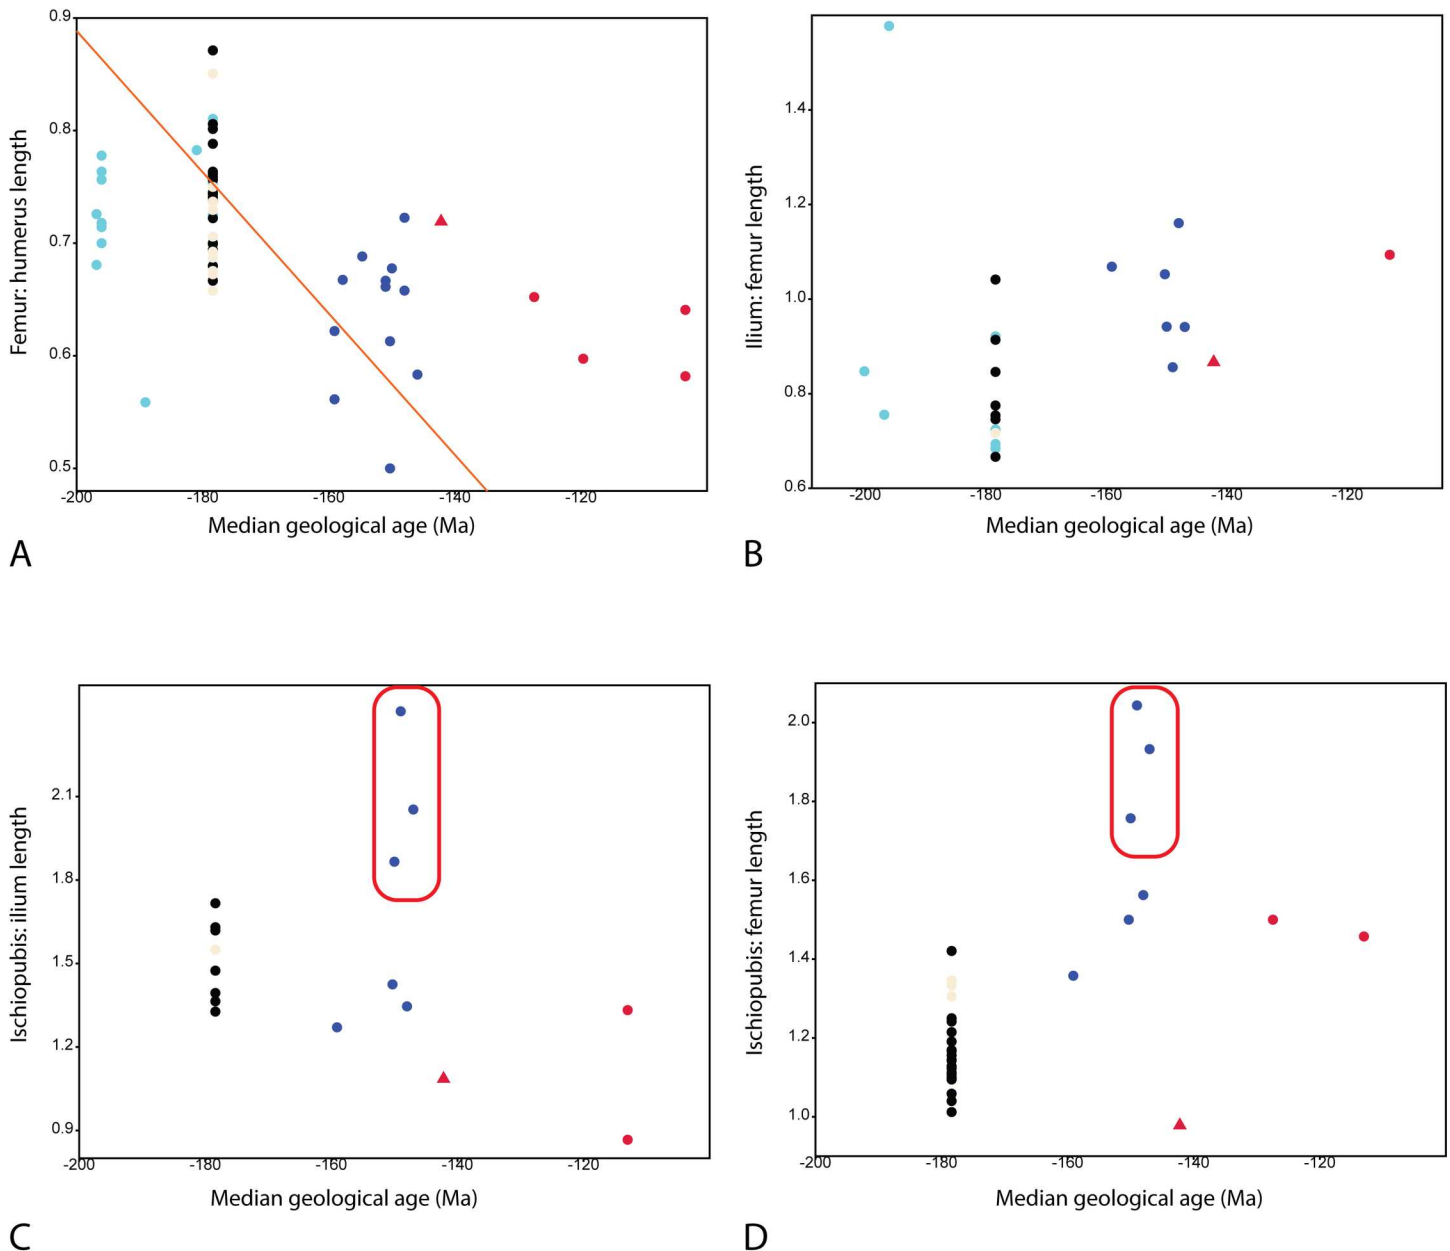 0.9
0.8
0.7
0.6
0.5
Femur: humerus length
-200 -180 -160 -140 -120
Median geological age (Ma)
A
1.4
1.2
1.0
0.8
0.6
Ilium: femur length
-200 -180 -160 -140 -120
Median geological age (Ma)
B
2.1
1.8
1.5
1.2
0.9
Ischiopubis: ilium length
-200 -180 -160 -140 -120
Median geological age (Ma)
C
2.0
1.8
1.6
1.4
1.2
1.0
Ischiopubis: femur length
-200 -180 -160 -140 -120
Median geological age (Ma)
D